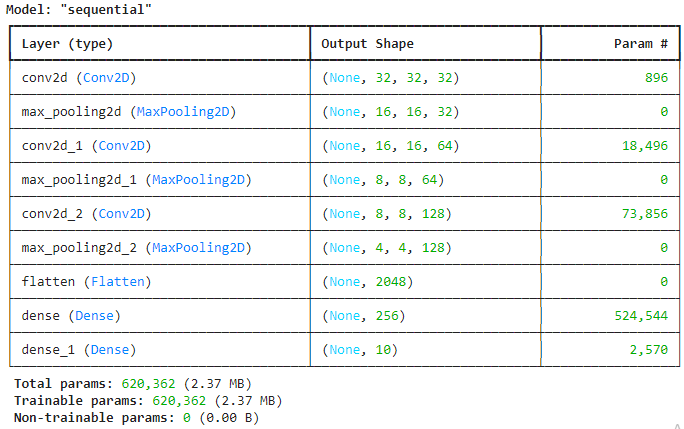 Model: "sequential"
Layer (type) Output Shape Param #
conv2d (Conv2D) (None, 32, 32, 32) 896
max_pooling2d (MaxPooling2D) (None, 16, 16, 32) 0
conv2d_1 (Conv2D) (None, 16, 16, 64) 18,496
max_pooling2d_1 (MaxPooling2D) (None, 8, 8, 64) 0
conv2d_2 (Conv2D) (None, 8, 8, 128) 73,856
max_pooling2d_2 (MaxPooling2D) (None, 4, 4, 128) 0
flatten (Flatten) (None, 2048) 0
dense (Dense) (None, 256) 524,544
dense_1 (Dense) (None, 10) 2,570
Total params: 620,362 (2.37 MB)
Trainable params: 620,362 (2.37 MB)
Non-trainable params: 0 (0.00 B)